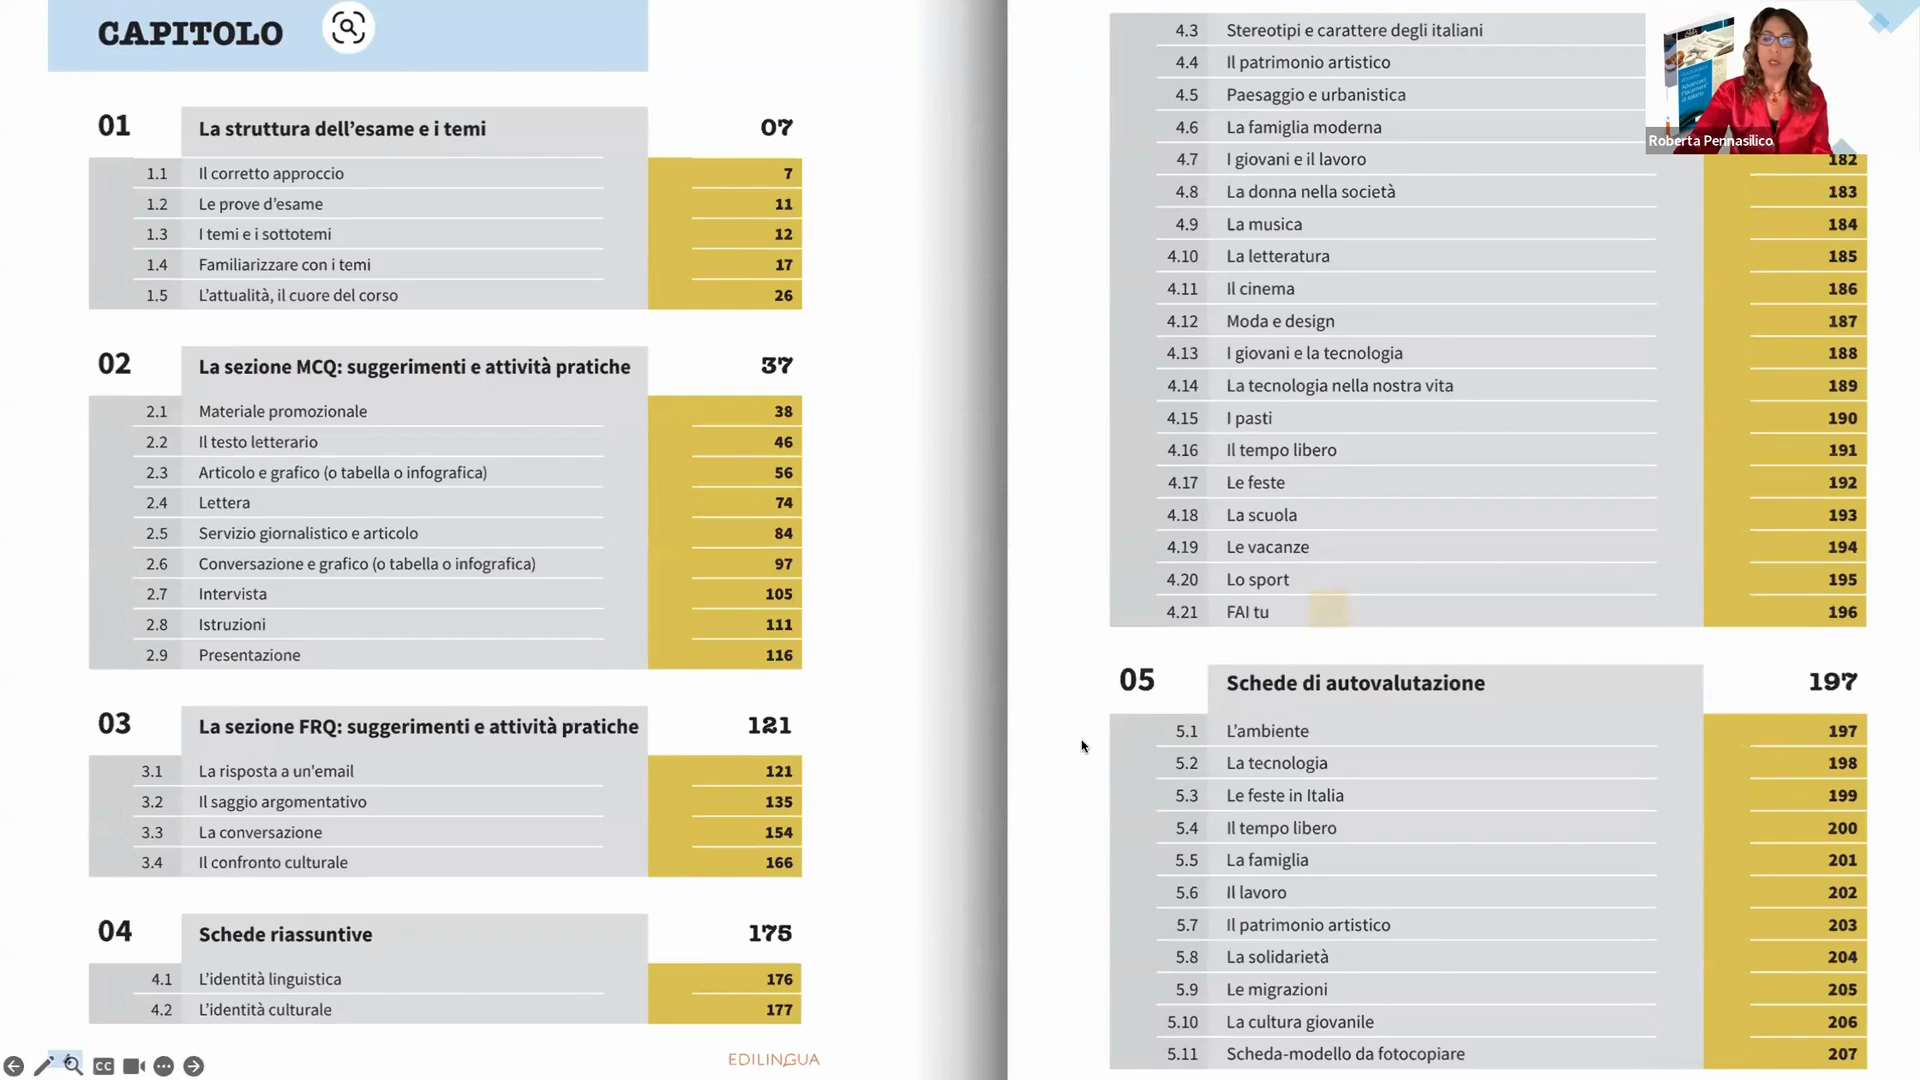 CAPITOLO
01 La struttura dell'esame e i temi 07
1.1 Il corretto approccio 7
1.2 Le prove d'esame 11
1.3 I temi e i sottotemi 12
1.4 Familiarizzare con i temi 17
1.5 L'attualità, il cuore del corso 26
02 La sezione MCQ: suggerimenti e attività pratiche 37
2.1 Materiale promozionale 38
2.2 Il testo letterario 46
2.3 Articolo e grafico (o tabella o infografica) 56
2.4 Lettera 74
2.5 Servizio giornalistico e articolo 84
2.6 Conversazione e grafico (o tabella o infografica) 97
2.7 Intervista 105
2.8 Istruzioni 111
2.9 Presentazione 116
03 La sezione FRQ: suggerimenti e attività pratiche 121
3.1 La risposta a un'email 121
3.2 Il saggio argomentativo 135
3.3 La conversazione 154
3.4 Il confronto culturale 166
04 Schede riassuntive 175
4.1 L'identità linguistica 176
4.2 L'identità culturale 177
EDILINGUA
CC
4.3 Stereotipi e carattere degli italiani
4.4 Il patrimonio artistico
4.5 Paesaggio e urbanistica
4.6 La famiglia moderna
4.7 I giovani e il lavoro 182
4.8 La donna nella società 183
4.9 La musica 184
4.10 La letteratura 185
4.11 Il cinema 186
4.12 Moda e design 187
4.13 I giovani e la tecnologia 188
4.14 La tecnologia nella nostra vita 189
4.15 I pasti 190
4.16 Il tempo libero 191
4.17 Le feste 192
4.18 La scuola 193
4.19 Le vacanze 194
4.20 Lo sport 195
4.21 FAI tu 196
05 Schede di autovalutazione 197
5.1 L'ambiente 197
5.2 La tecnologia 198
5.3 Le feste in Italia 199
5.4 Il tempo libero 200
5.5 La famiglia 201
5.6 Il lavoro 202
5.7 Il patrimonio artistico 203
5.8 La solidarietà 204
5.9 Le migrazioni 205
5.10 La cultura giovanile 206
5.11 Scheda-modello da fotocopiare 207
Roberta Pennasilico